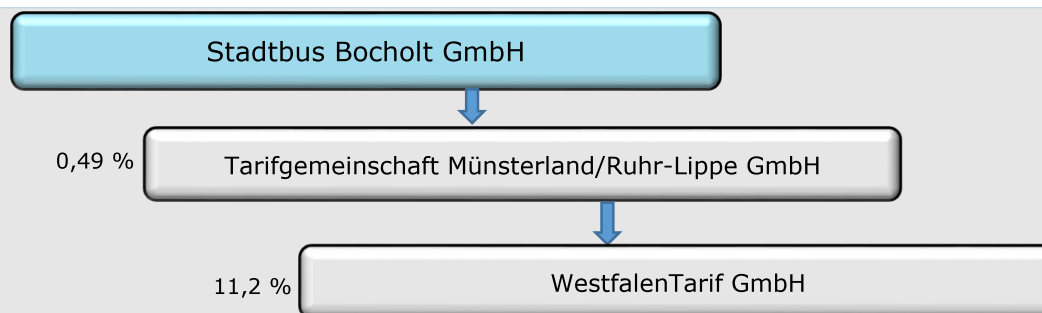 Stadtbus Bocholt GmbH
0,49 %
Tarifgemeinschaft Münsterland/Ruhr-Lippe GmbH
11,2 %
WestfalenTarif GmbH